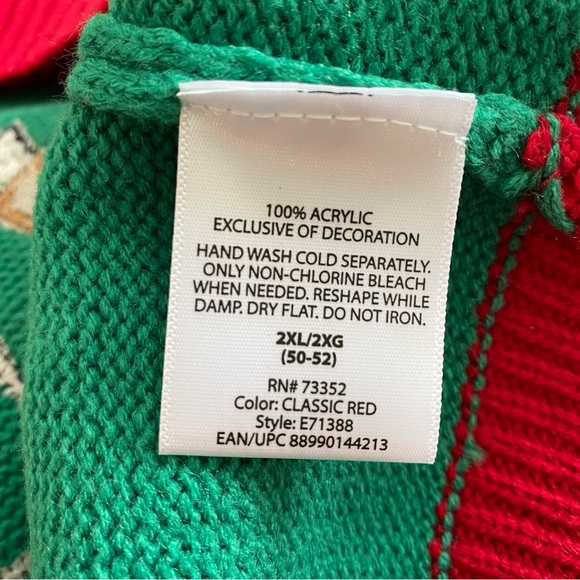 100% ACRYLIC
EXCLUSIVE OF DECORATION
HAND WASH COLD SEPARATELY.
ONLY NON-CHLORINE BLEACH
WHEN NEEDED. RESHAPE WHILE
DAMP. DRY FLAT. DO NOT IRON.
2XL/2XG
(50-52)
RN# 73352
Color: CLASSIC RED
Style: E71388
EAN/UPC 88990144213